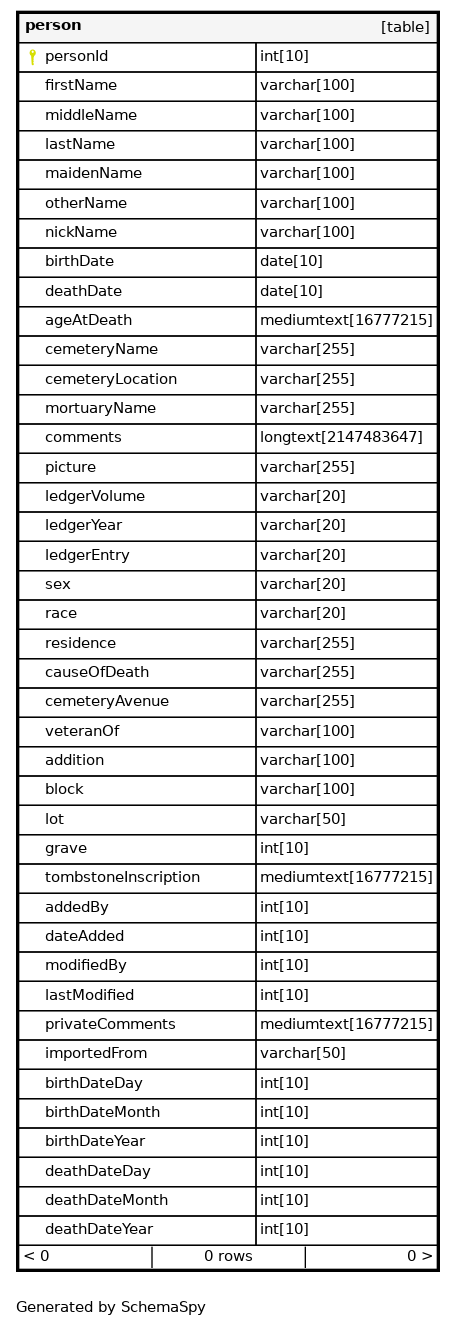 person [table]
personId int[10]
firstName varchar[100]
middleName varchar[100]
lastName varchar[100]
maidenName varchar[100]
otherName varchar[100]
nickName varchar[100]
birthDate date[10]
deathDate date[10]
ageAtDeath mediumtext[16777215]
cemeteryName varchar[255]
cemeteryLocation varchar[255]
mortuaryName varchar[255]
comments longtext[2147483647]
picture varchar[255]
ledgerVolume varchar[20]
ledgerYear varchar[20]
ledgerEntry varchar[20]
sex varchar[20]
race varchar[20]
residence varchar[255]
causeOfDeath varchar[255]
cemeteryAvenue varchar[255]
veteranOf varchar[100]
addition varchar[100]
block varchar[100]
lot varchar[50]
grave int[10]
tombstoneInscription mediumtext[16777215]
addedBy int[10]
dateAdded int[10]
modifiedBy int[10]
lastModified int[10]
privateComments mediumtext[16777215]
importedFrom varchar[50]
birthDateDay int[10]
birthDateMonth int[10]
birthDateYear int[10]
deathDateDay int[10]
deathDateMonth int[10]
deathDateYear int[10]
< 0 0 rows 0 >
Generated by SchemaSpy